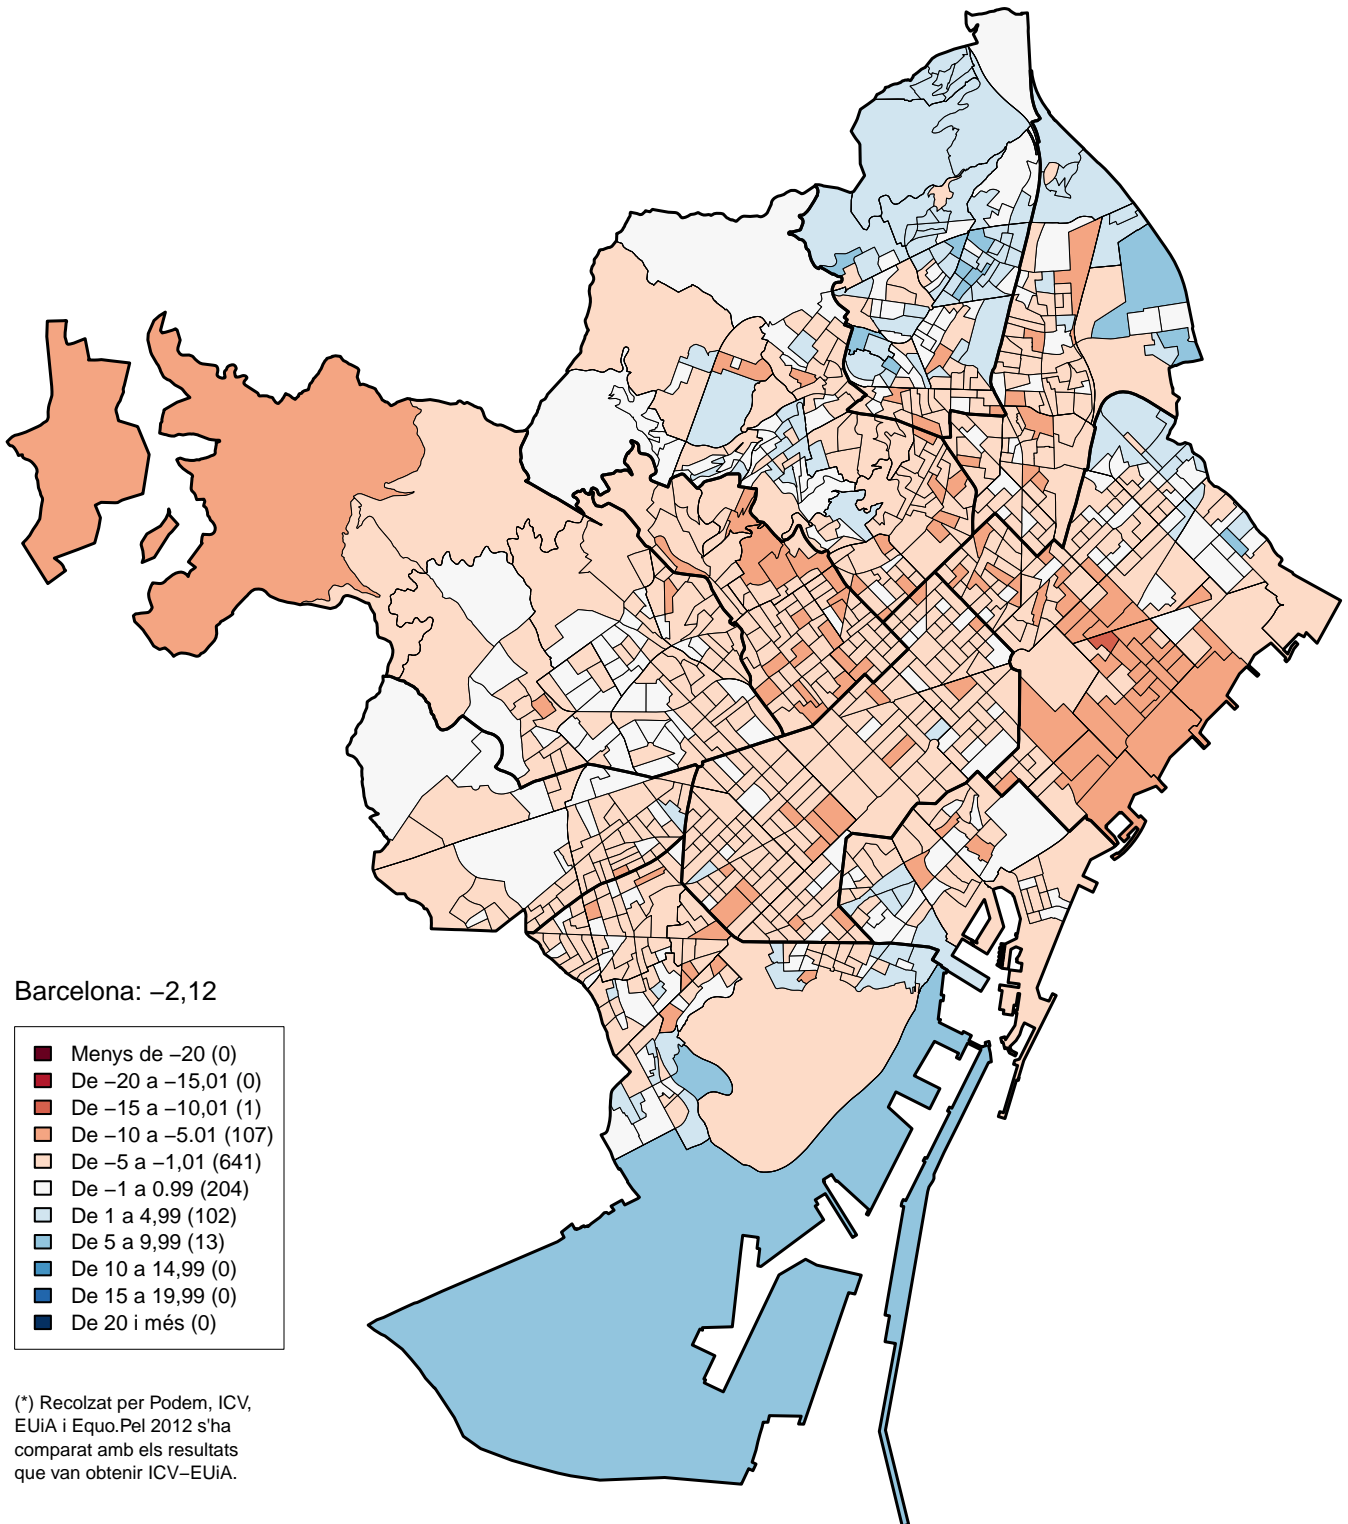 Barcelona: −2,12
Menys de −20 (0)
De −20 a −15,01 (0)
De −15 a −10,01 (1)
De −10 a −5.01 (107)
De −5 a −1,01 (641)
De −1 a 0.99 (204)
De 1 a 4,99 (102)
De 5 a 9,99 (13)
De 10 a 14,99 (0)
De 15 a 19,99 (0)
De 20 i més (0)
(*) Recolzat per Podem, ICV,
EUiA i Equo.Pel 2012 s'ha
comparat amb els resultats
que van obtenir ICV−EUiA.